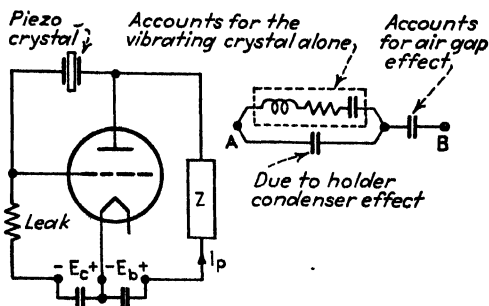 Piezo
crystal
Accounts for the
vibrating crystal alone
Accounts
for air gap
effect
A
B
Due to holder
condenser effect
Leak
Z
- Ec + - Eb +
Ip